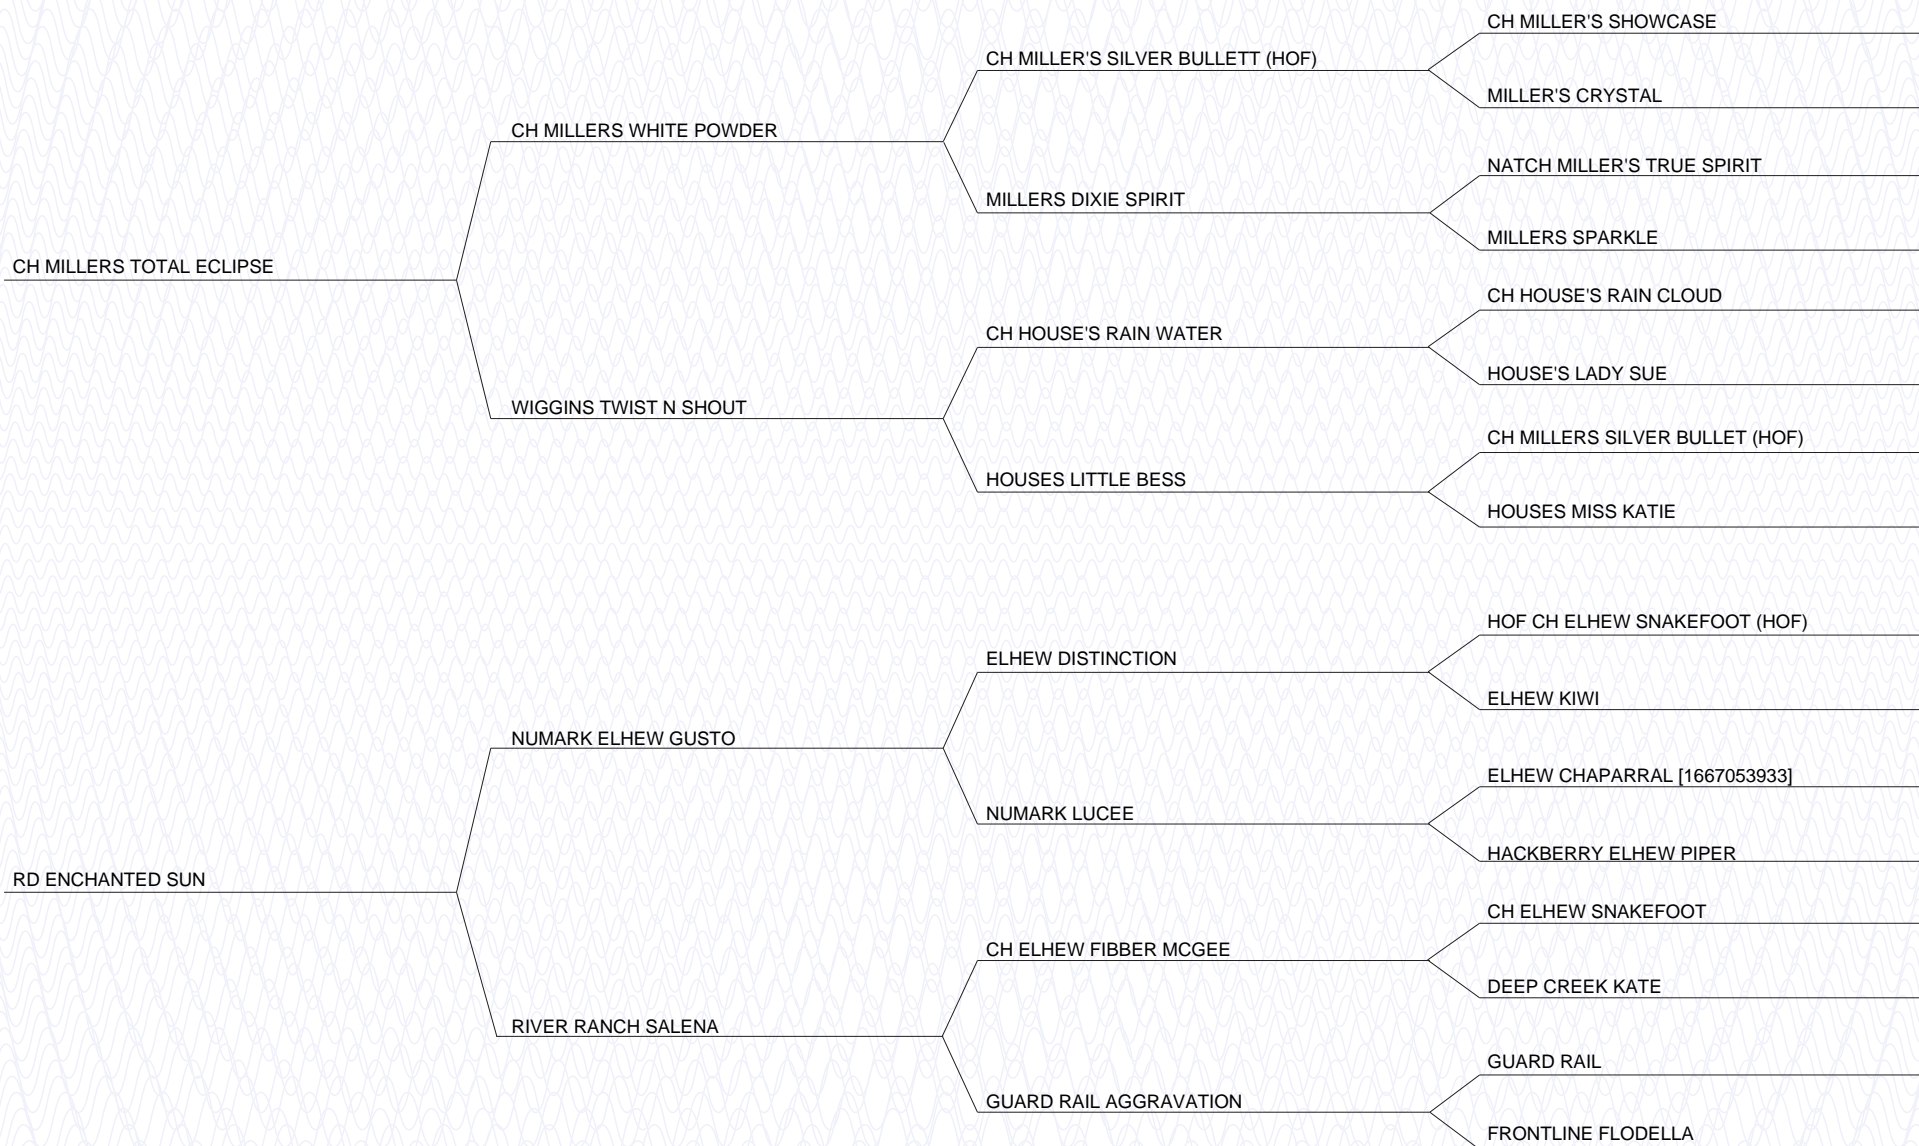 CH MILLER'S SHOWCASE
CH MILLER'S SILVER BULLETT (HOF)
MILLER'S CRYSTAL
CH MILLERS WHITE POWDER
NATCH MILLER'S TRUE SPIRIT
MILLERS DIXIE SPIRIT
MILLERS SPARKLE
CH MILLERS TOTAL ECLIPSE
CH HOUSE'S RAIN CLOUD
CH HOUSE'S RAIN WATER
HOUSE'S LADY SUE
WIGGINS TWIST N SHOUT
CH MILLERS SILVER BULLET (HOF)
HOUSES LITTLE BESS
HOUSES MISS KATIE
HOF CH ELHEW SNAKEFOOT (HOF)
ELHEW DISTINCTION
ELHEW KIWI
NUMARK ELHEW GUSTO
ELHEW CHAPARRAL [1667053933]
NUMARK LUCEE
HACKBERRY ELHEW PIPER
RD ENCHANTED SUN
CH ELHEW SNAKEFOOT
CH ELHEW FIBBER MCGEE
DEEP CREEK KATE
RIVER RANCH SALENA
GUARD RAIL
GUARD RAIL AGGRAVATION
FRONTLINE FLODELLA